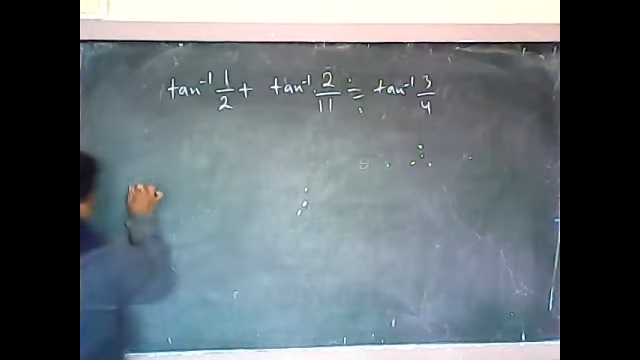 tan⁻¹ 1/2 + tan⁻¹ 2/11 = tan⁻¹ 3/4